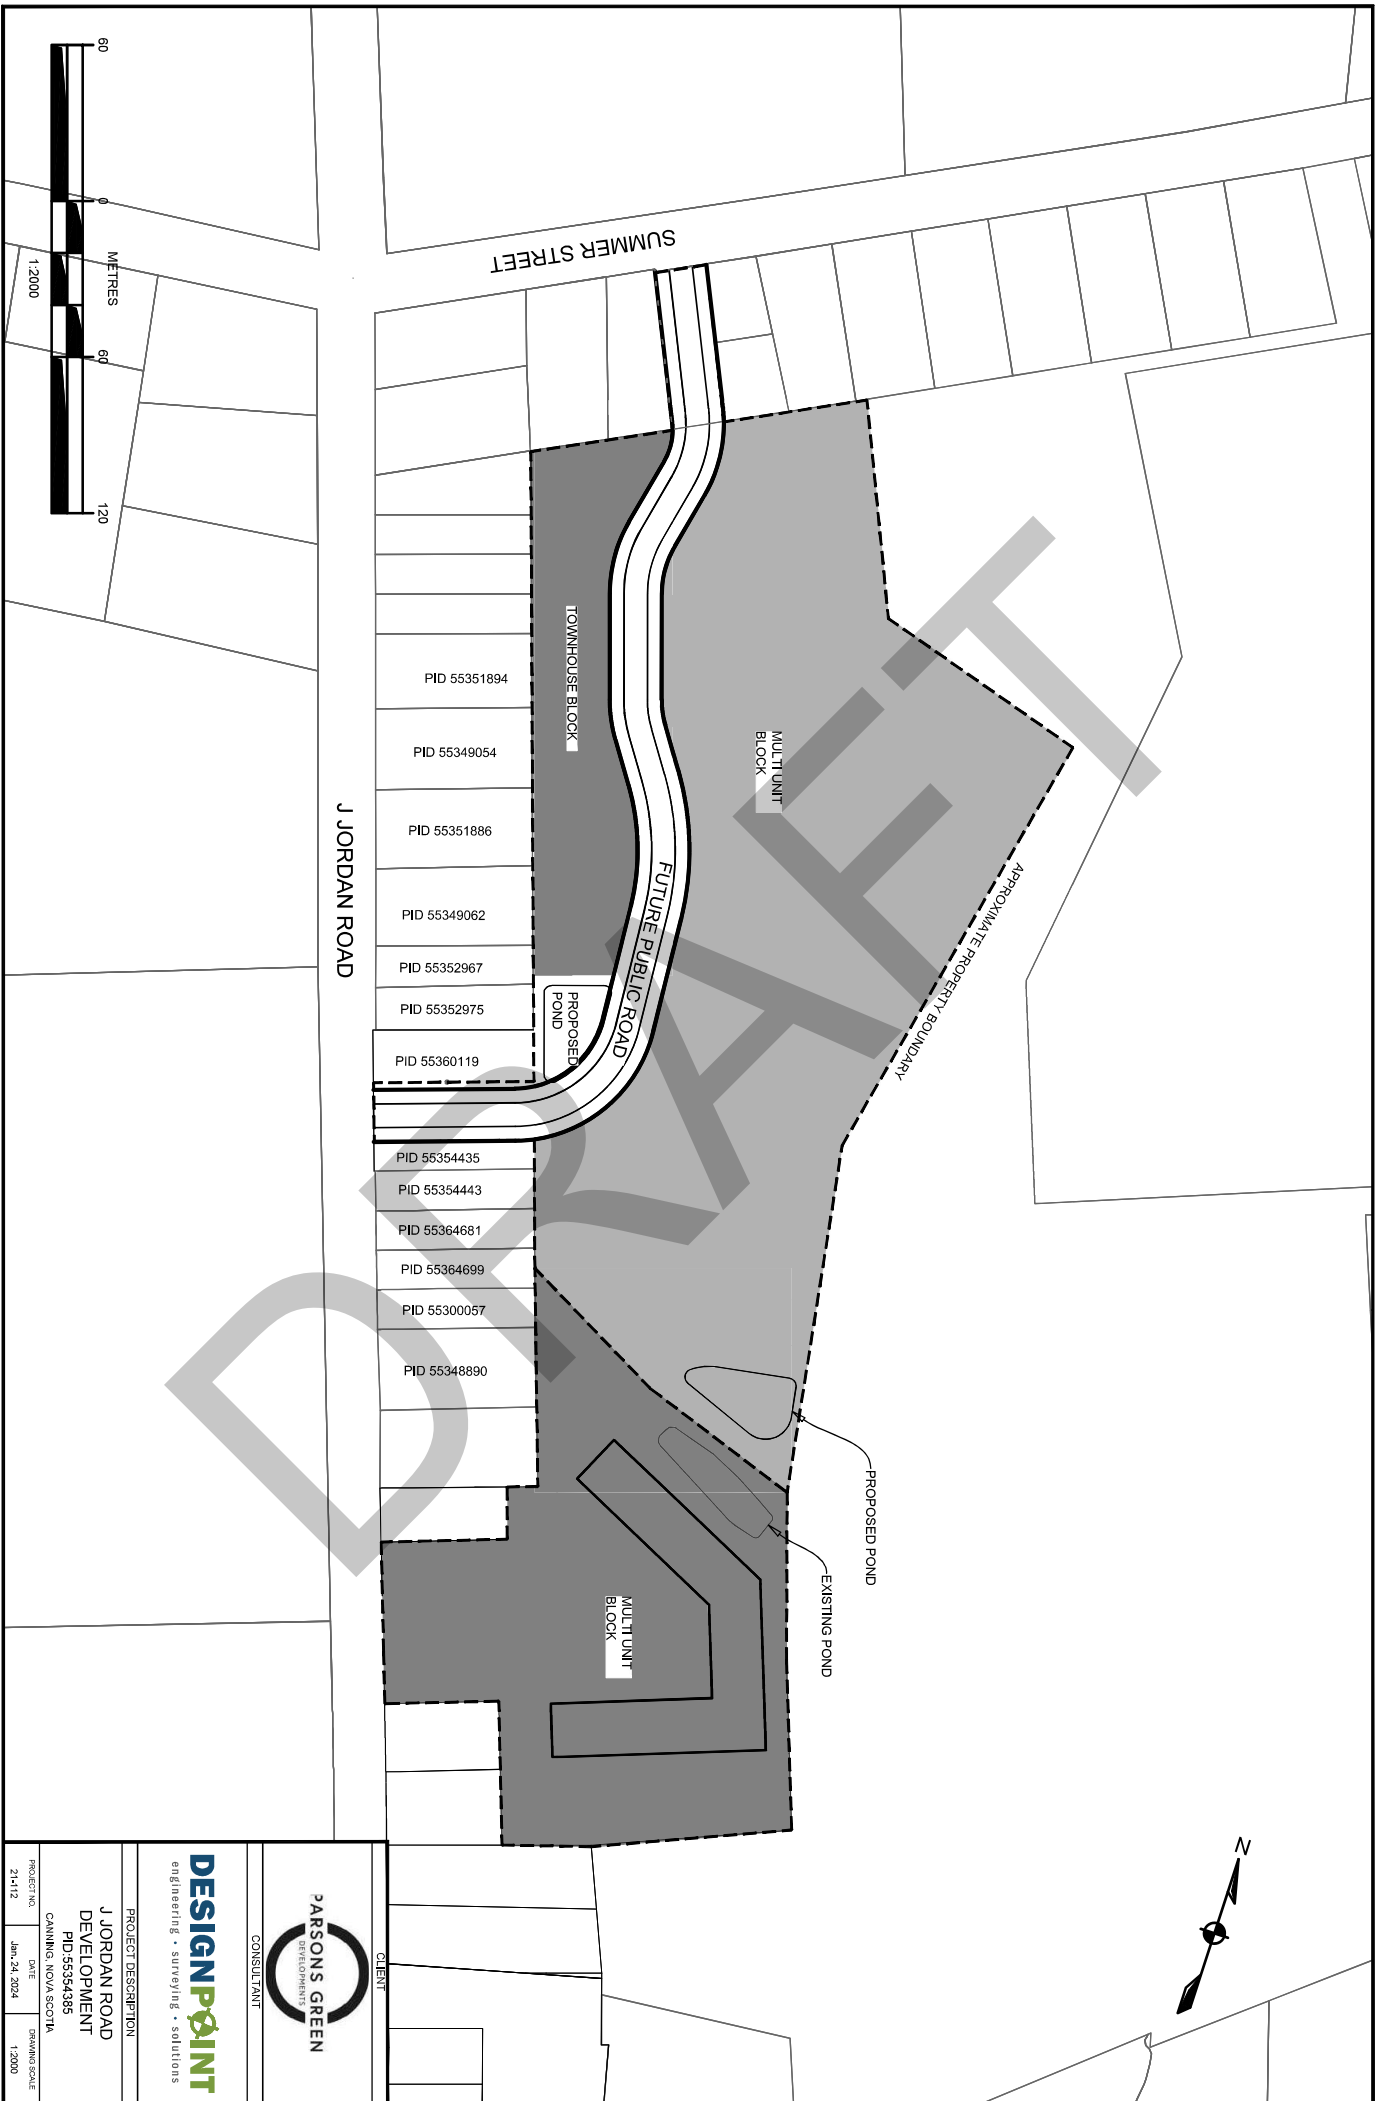 SUMMER STREET
60
0
60
120
METRES
1:2000
TOWNHOUSE BLOCK
MULTI UNIT
BLOCK
J JORDAN ROAD
FUTURE PUBLIC ROAD
APPROXIMATE PROPERTY BOUNDARY
PROPOSED
POND
PID 55351894
PID 55349054
PID 55351886
PID 55349062
PID 55352967
PID 55352975
PID 55360119
PID 55354435
PID 55354443
PID 55364681
PID 55364699
PID 55300057
PID 55348890
PROPOSED POND
EXISTING POND
MULTI UNIT
BLOCK
DRAFT
N
CLIENT
PARSONS GREEN
DEVELOPMENTS
CONSULTANT
DESIGNPOINT
engineering • surveying • solutions
PROJECT DESCRIPTION
J JORDAN ROAD
DEVELOPMENT
PID:55354385
CANNING, NOVA SCOTIA
PROJECT NO.
21-112
DATE
Jan. 24, 2024
DRAWING SCALE
1:2000